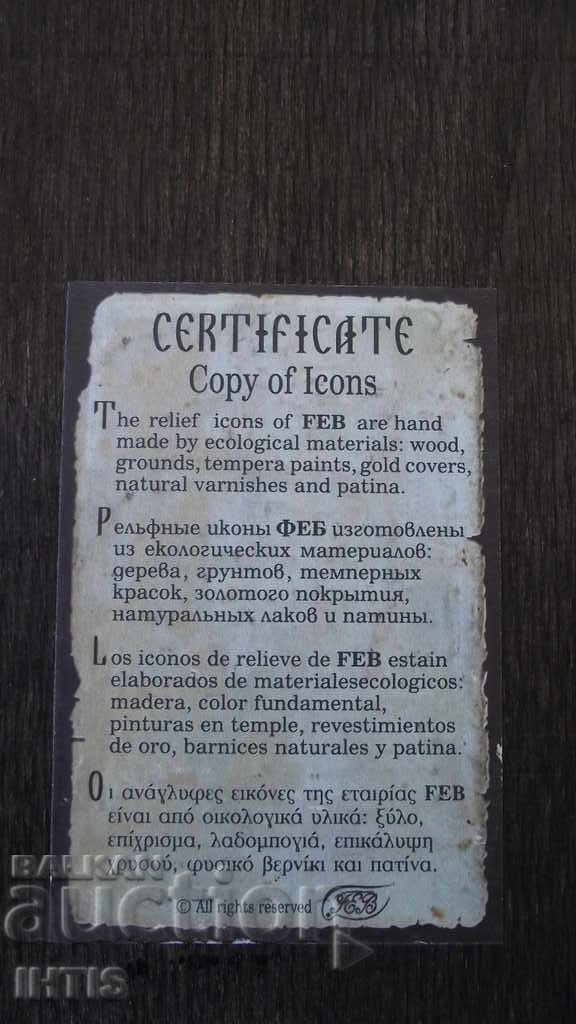 CERTIFICATE
Copy of Icons
The relief icons of FEB are hand
made by ecological materials: wood,
grounds, tempera paints, gold covers,
natural varnishes and patina.
Рельфные иконы ФЕБ изготовлены
из екологических материалов:
дерева, грунтов, темперных
красок, золотого покрытия,
натуральных лаков и патины.
Los iconos de relieve de FEB estain
elaborados de materialesecologicos:
madera, color fundamental,
pinturas en temple, revestimientos
de oro, barnices naturales y patina.
Οι ανάγλυφες εικόνες της εταιρίας FEB
είναι από οικολογικά υλικά: ξύλο,
επίχρισμα, λαδομπογιά, επικάλυψη
χρυσού, φυσικό βερνίκι και πατίνα.
© All rights reserved FEB
BALKAN
auction
IHTIS